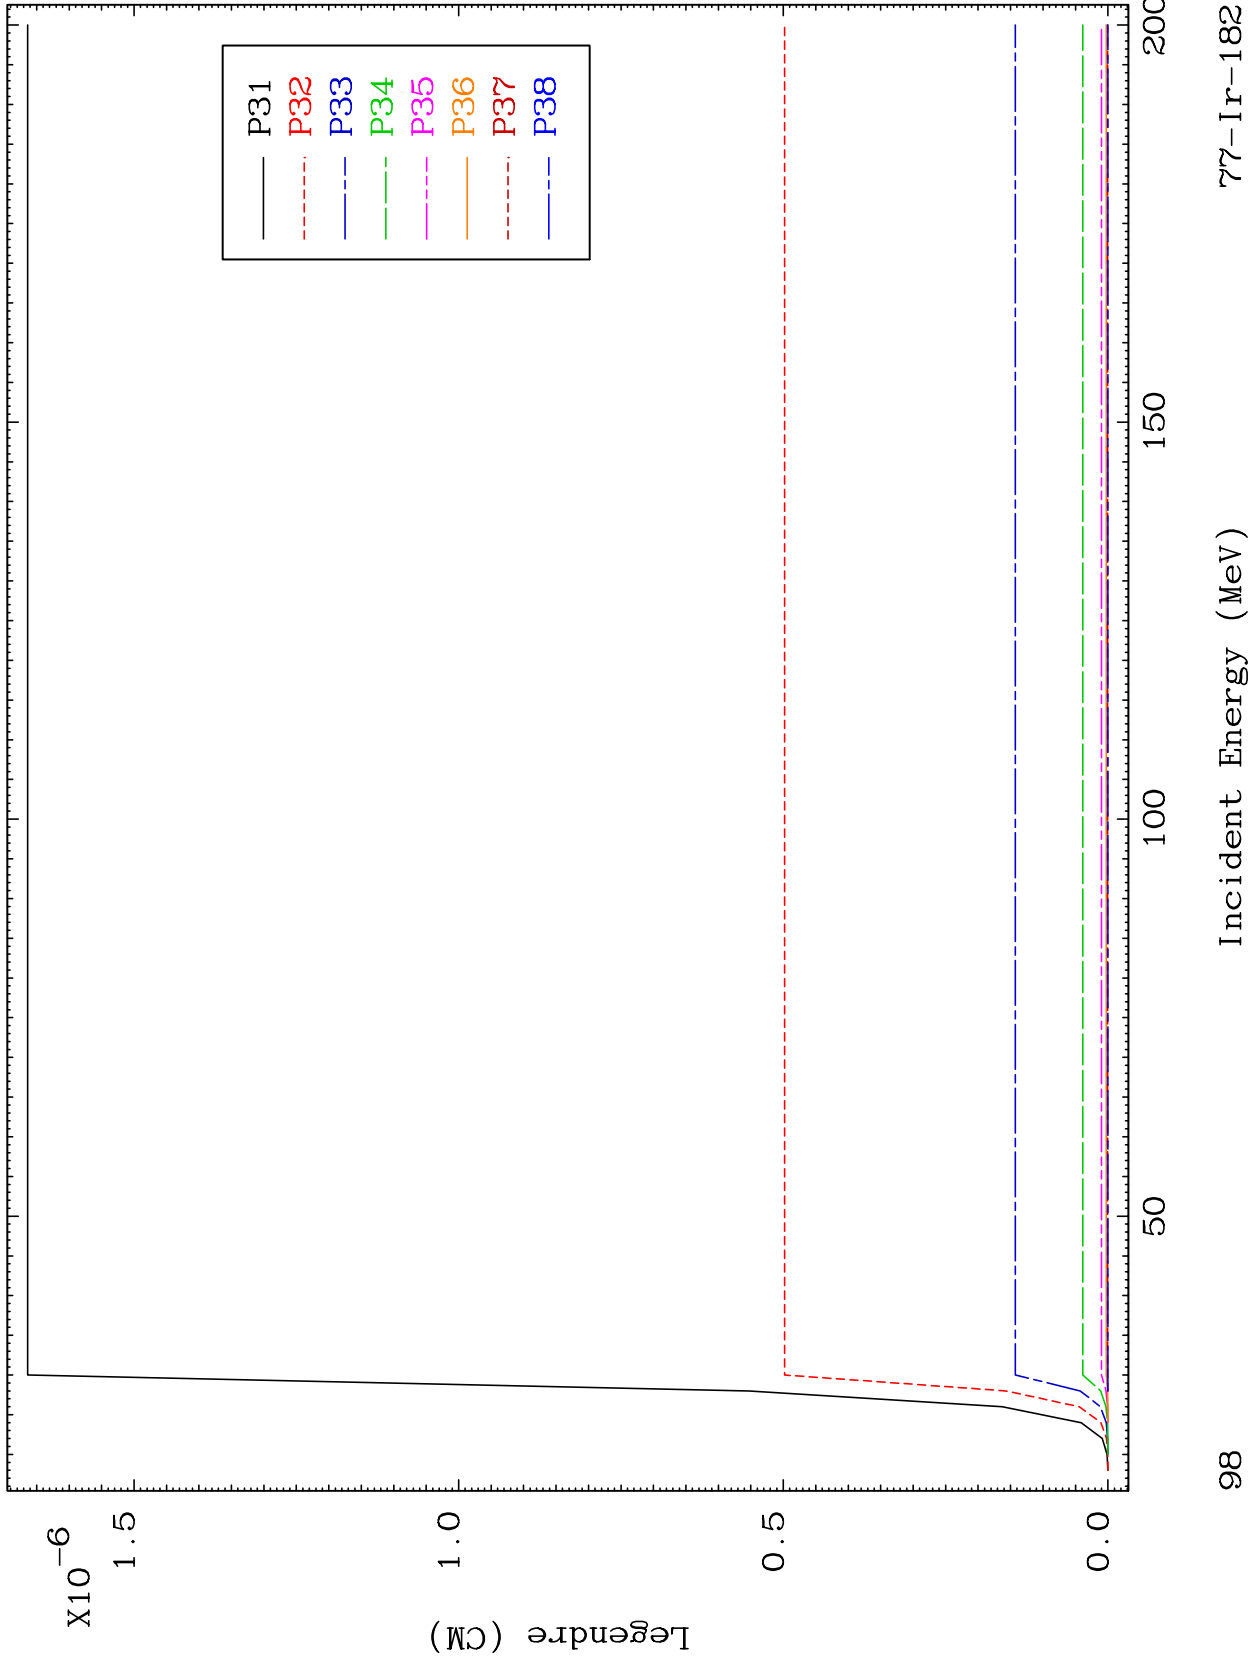 X10-6
1.5
1.0
0.5
0.0
Legendre (CM)
P31
P32
P33
P34
P35
P36
P37
P38
50
100
150
200
Incident Energy (MeV)
98
77-Ir-182